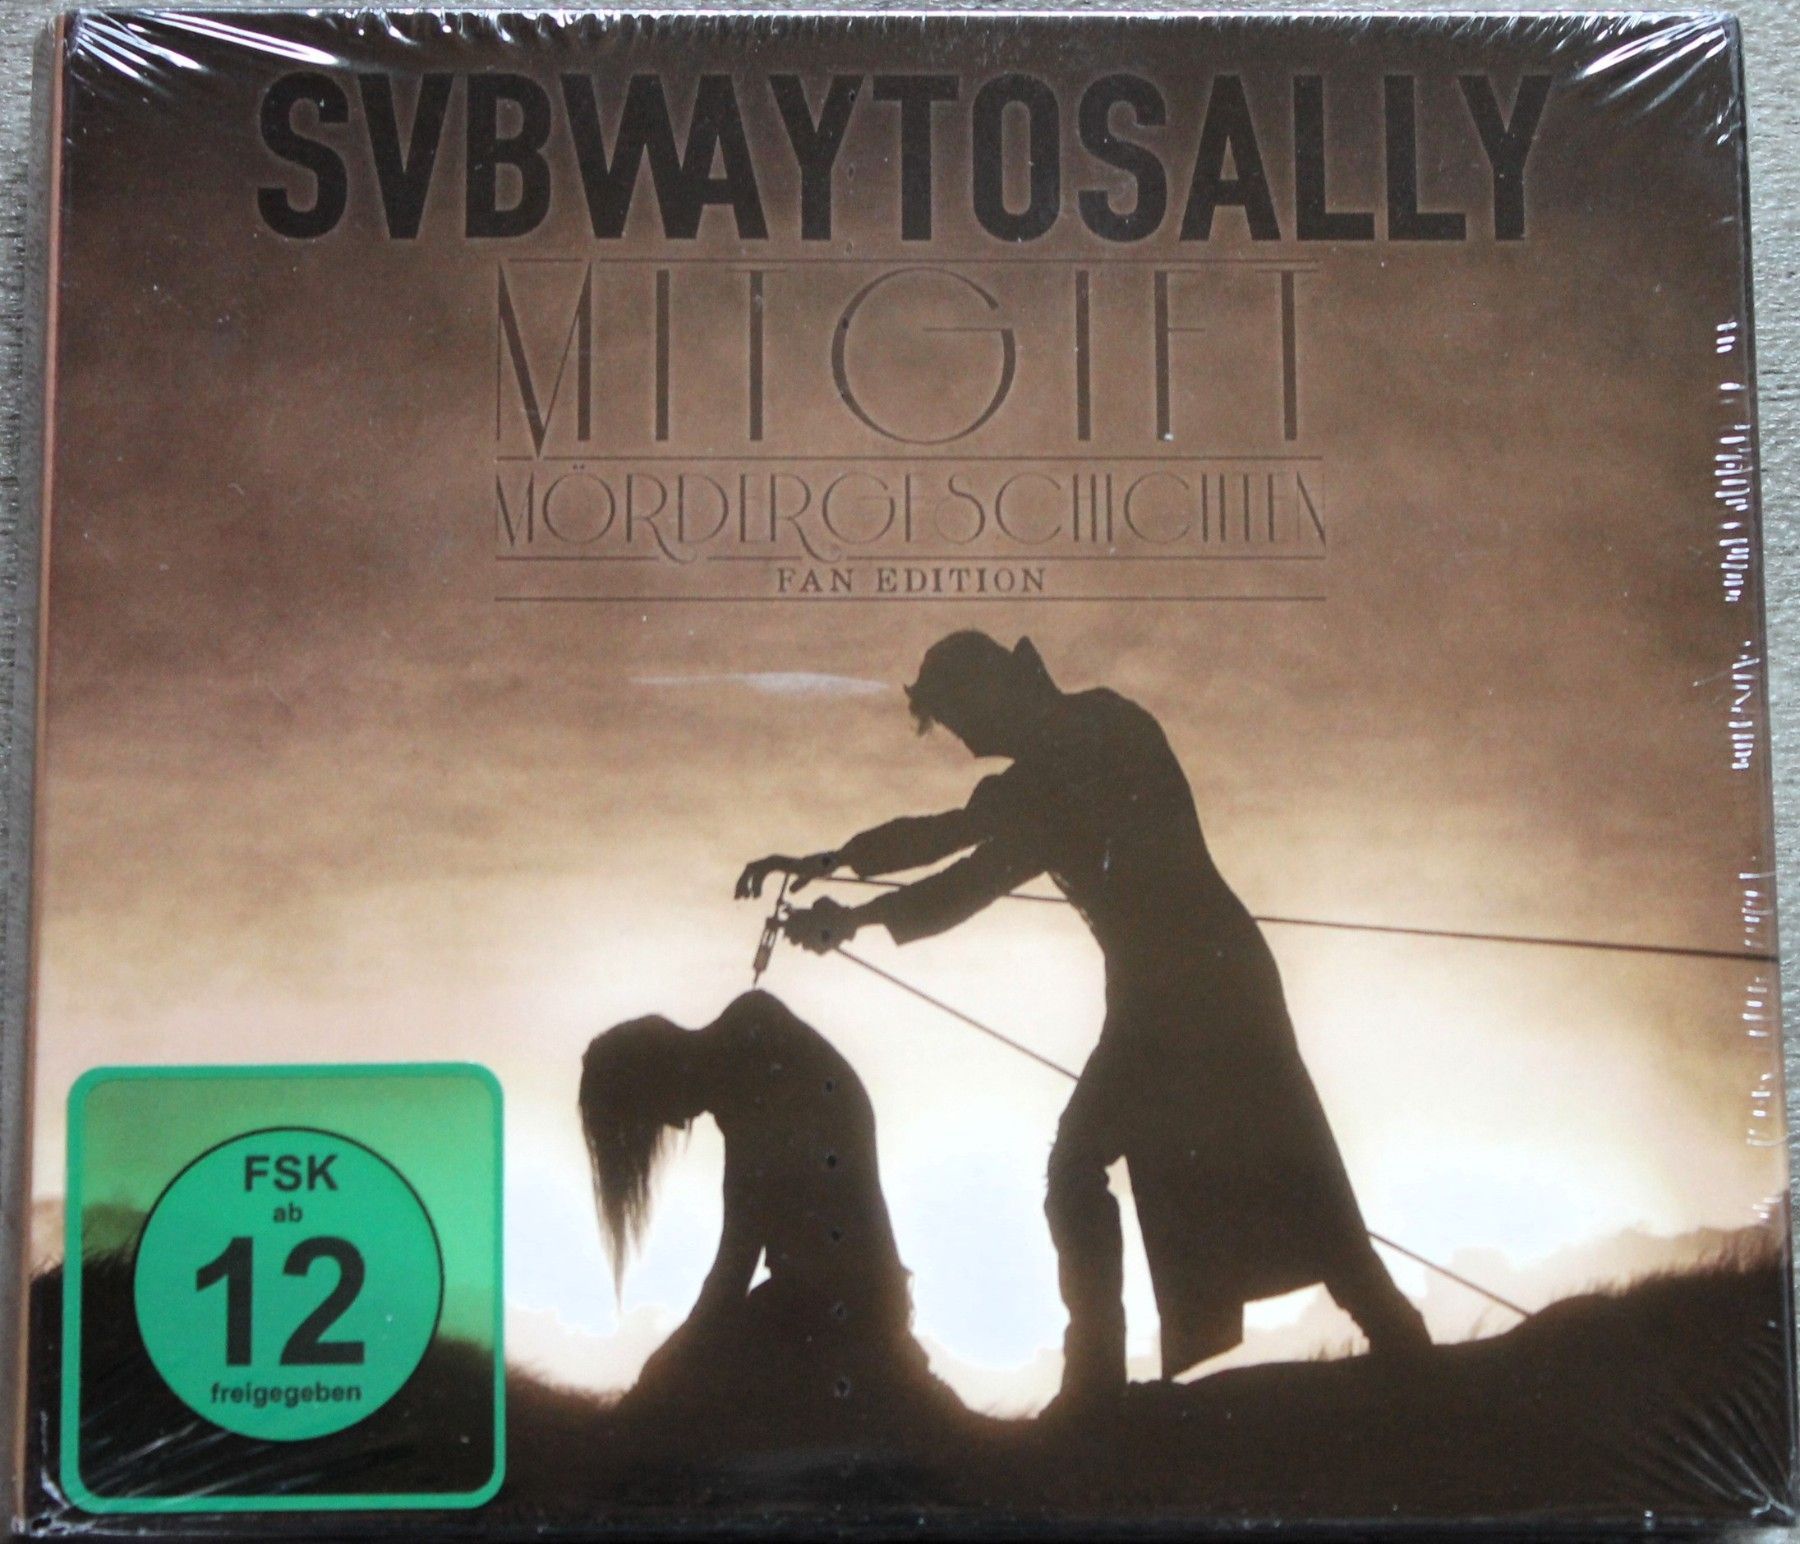 SVBWAYTOSALLY
MITGIFT
MÖRDERGESCHICHTEN
FAN EDITION
FSK
ab
12
freigegeben